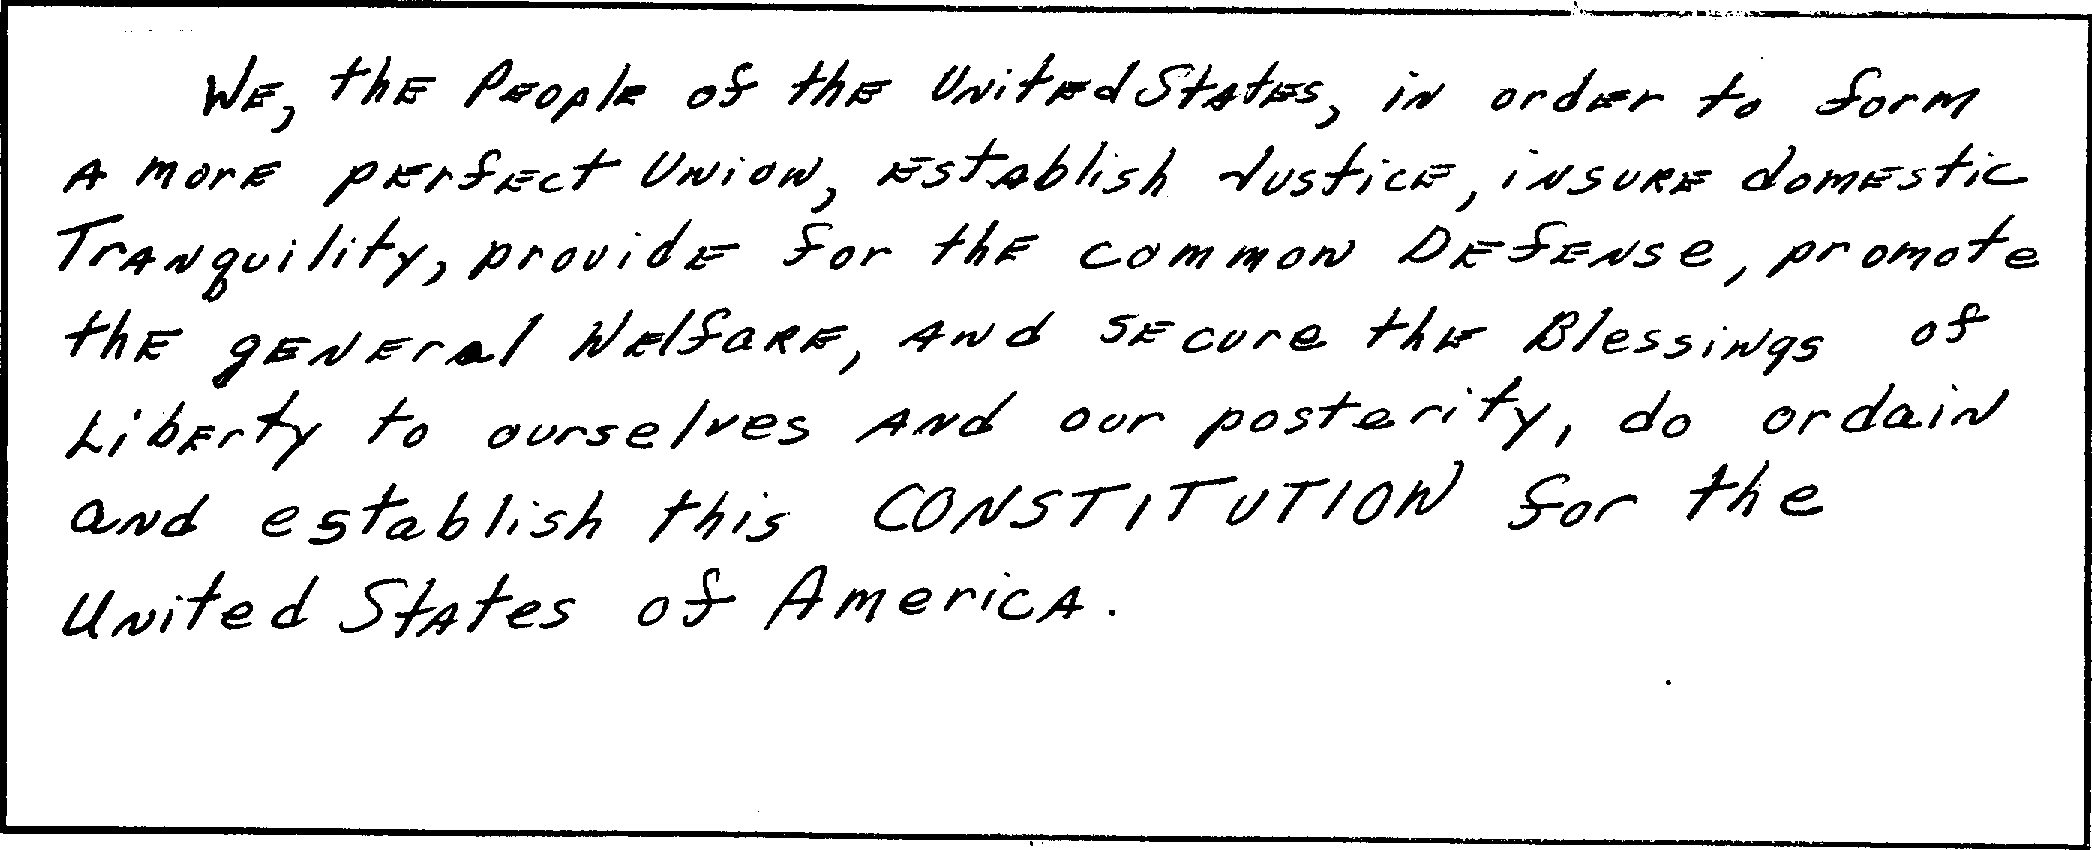 We, the People of the United States, in order to form
a more perfect Union, establish Justice, insure domestic
Tranquility, provide for the common Defense, promote
the general Welfare, and secure the Blessings of
Liberty to ourselves and our posterity, do ordain
and establish this CONSTITUTION for the
United States of America.